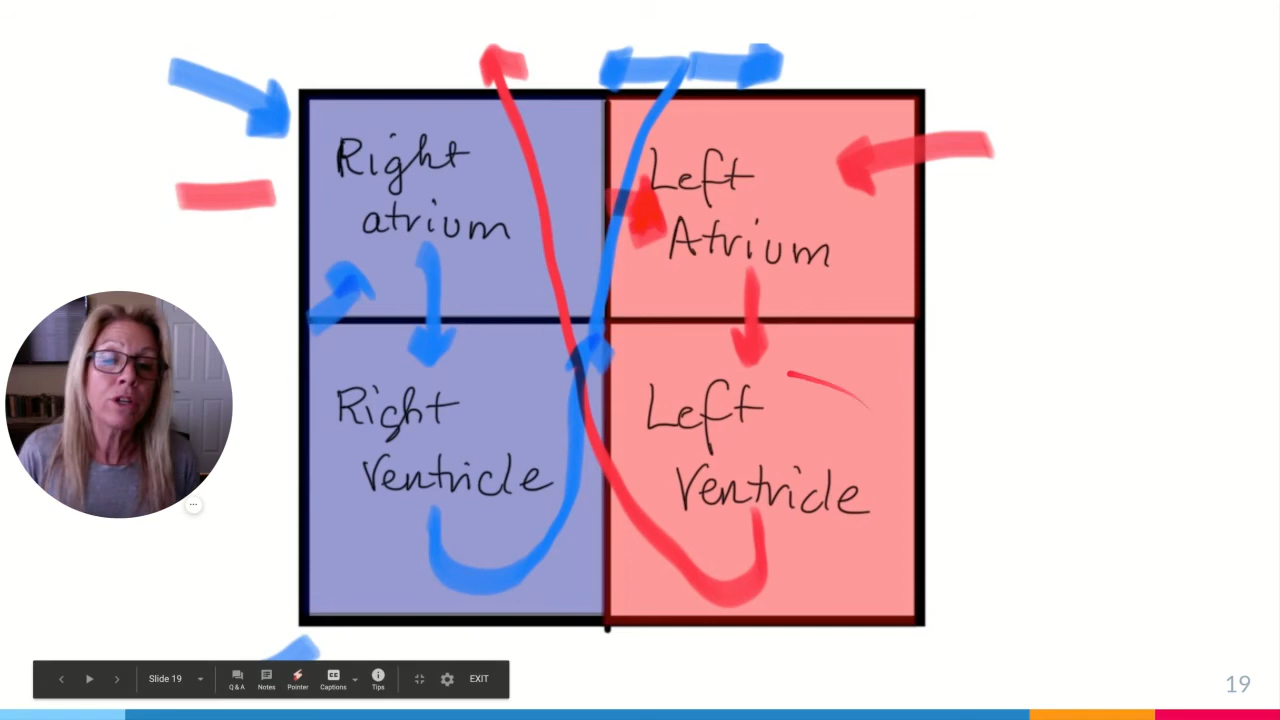 Right
atrium
Left
Atrium
Right
Ventricle
Left
Ventricle
Slide 19
Q & A
Notes
Pointer
CC
Captions
Tips
EXIT
19